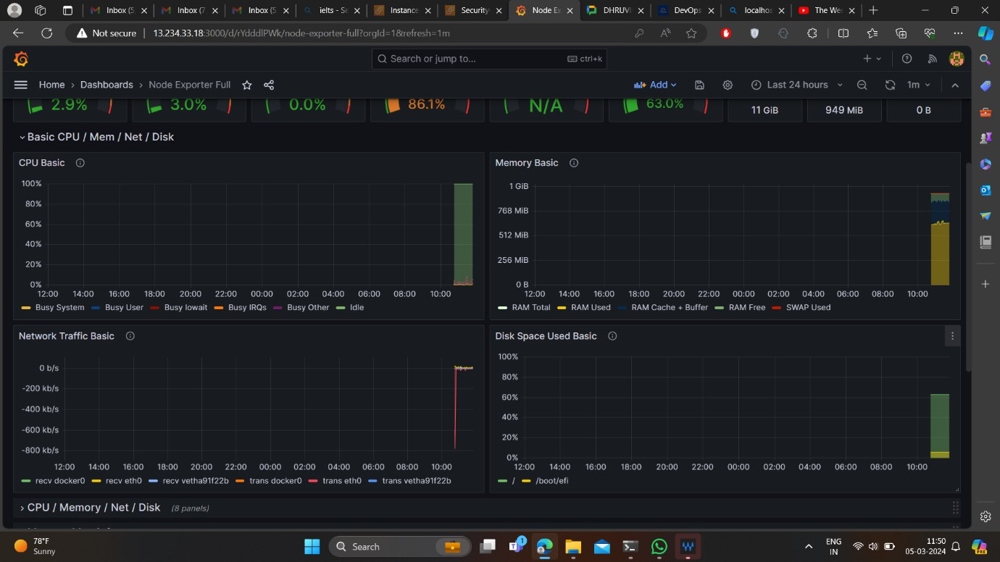 Inbox (5, Inbox (7 Inbox (5 ielts - Se Instance Security Node Ex DHRUVI DevOps localhos The We
Not secure 13.234.33.18:3000/d/rYdddlPWk/node-exporter-full?orgId=1&refresh=1m
Search or jump to... ctrl+k
Home > Dashboards > Node Exporter Full Add Last 24 hours 1m
2.9% 3.0% 0.0% 86.1% N/A 63.0% 11 GiB 949 MiB 0 B
Basic CPU / Mem / Net / Disk
CPU Basic
100%
80%
60%
40%
20%
0%
12:00 14:00 16:00 18:00 20:00 22:00 00:00 02:00 04:00 06:00 08:00 10:00
Busy System Busy User Busy Iowait Busy IRQs Busy Other Idle
Memory Basic
1 GiB
768 MiB
512 MiB
256 MiB
0 B
12:00 14:00 16:00 18:00 20:00 22:00 00:00 02:00 04:00 06:00 08:00 10:00
RAM Total RAM Used RAM Cache + Buffer RAM Free SWAP Used
Network Traffic Basic
0 b/s
-200 kb/s
-400 kb/s
-600 kb/s
-800 kb/s
12:00 14:00 16:00 18:00 20:00 22:00 00:00 02:00 04:00 06:00 08:00 10:00
recv docker0 recv eth0 recv vetha91f22b trans docker0 trans eth0 trans vetha91f22b
Disk Space Used Basic
100%
80%
60%
40%
20%
0%
12:00 14:00 16:00 18:00 20:00 22:00 00:00 02:00 04:00 06:00 08:00 10:00
/ /boot/efi
CPU / Memory / Net / Disk (8 panels)
78°F
Sunny
Search
1
ENG
IN
11:50
05-03-2024
PRE